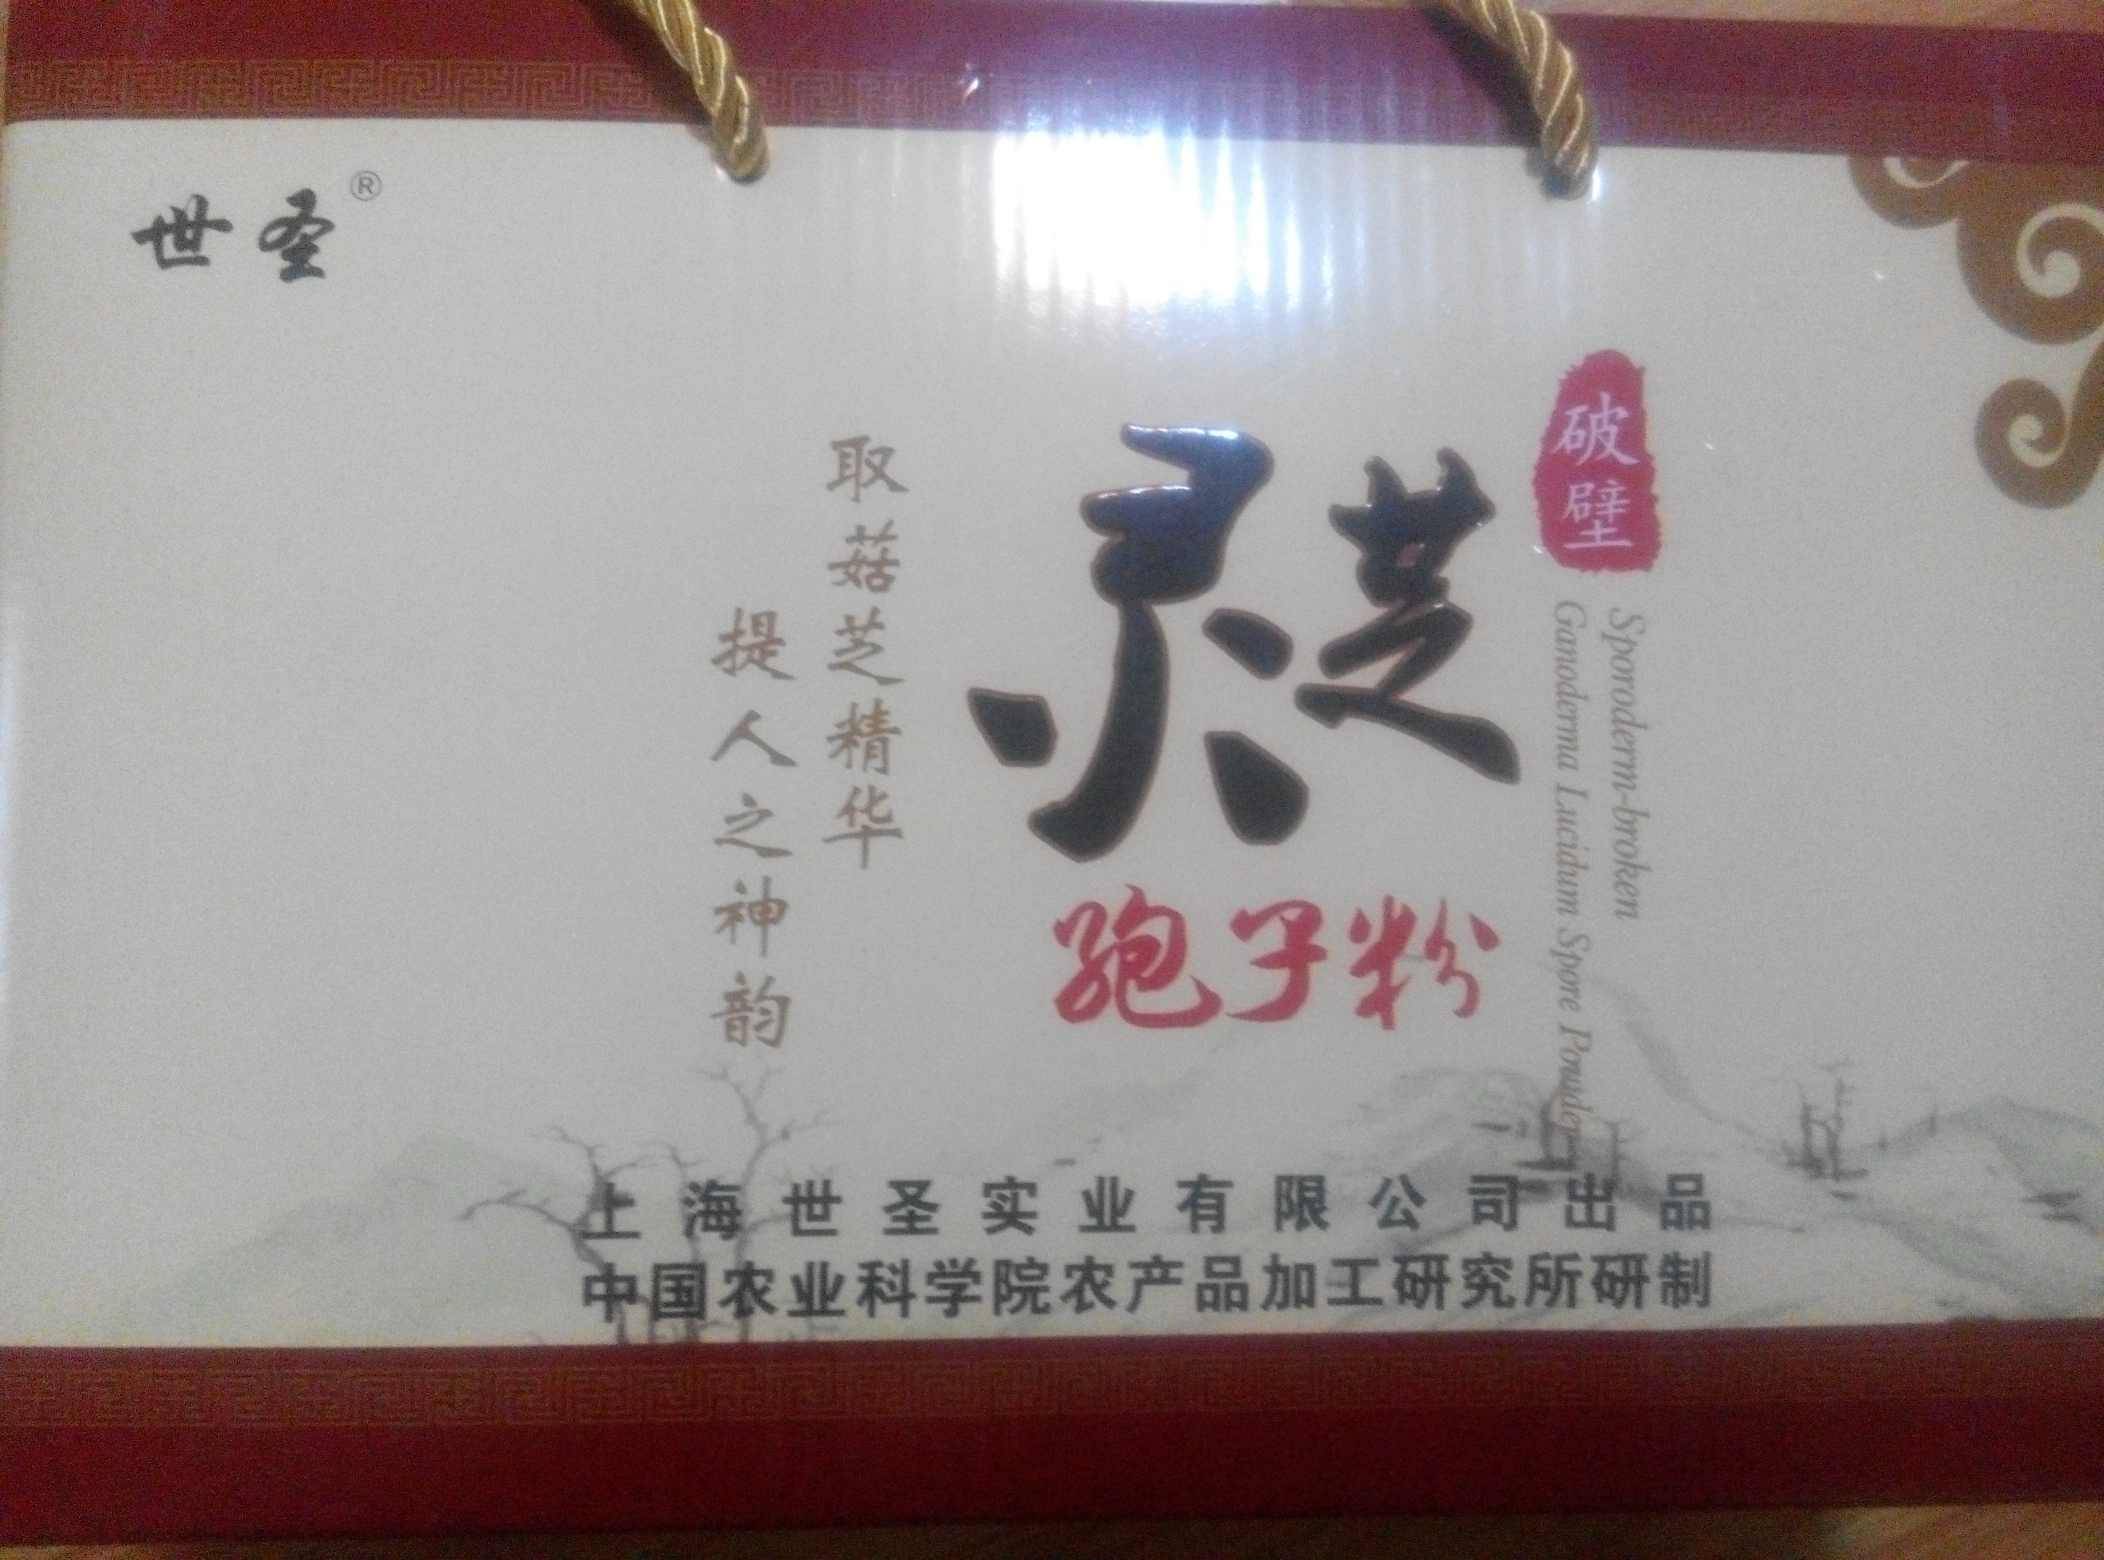 世圣®
破壁
Sporoderm-broken
Ganoderma Lucidum Spore Powder
灵芝
孢子粉
取菇芝精华
提人之神韵
上海世圣实业有限公司出品
中国农业科学院农产品加工研究所研制